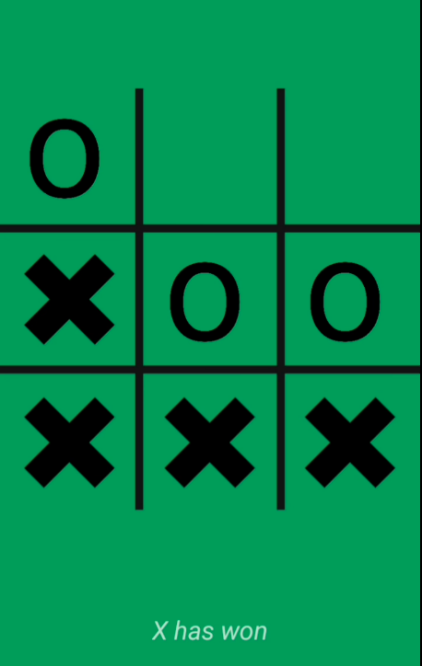 O
X O O
X X X
X has won